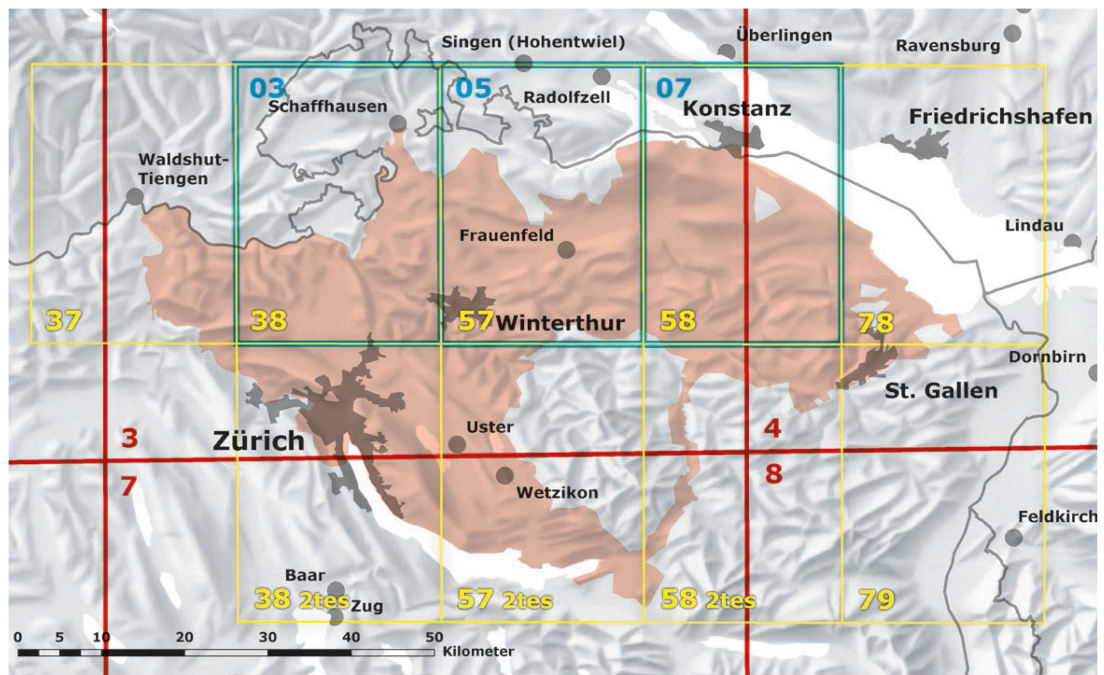 Überlingen
Singen (Hohentwiel)
Ravensburg
03
05
07
Radolfzell
Schaffhausen
Konstanz
Friedrichshafen
Waldshut-
Tiengen
Lindau
Frauenfeld
37
38
57
Winterthur
58
78
Dornbirn
St. Gallen
Uster
4
3
Zürich
8
7
Wetzikon
Feldkirch
Baar
38 2tes
57 2tes
58 2tes
79
Zug
0 5 10 20 30 40 50
Kilometer